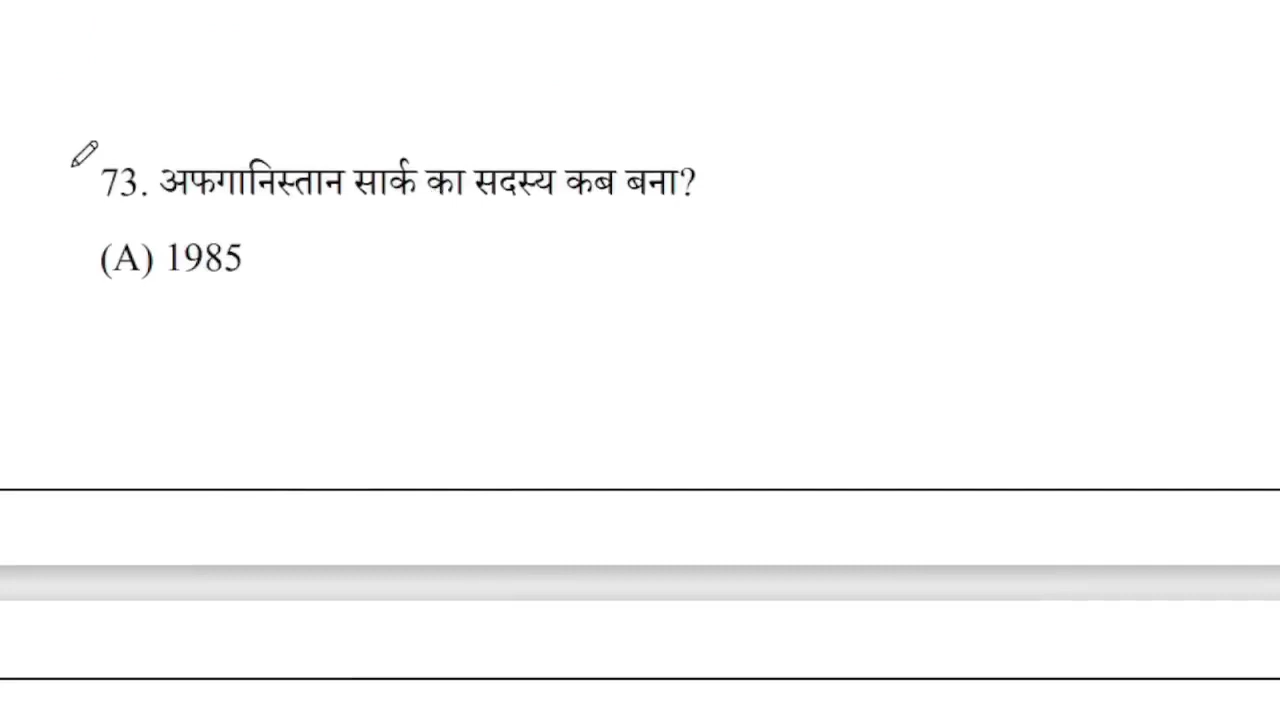 73. अफगानिस्तान सार्क का सदस्य कब बना?
(A) 1985